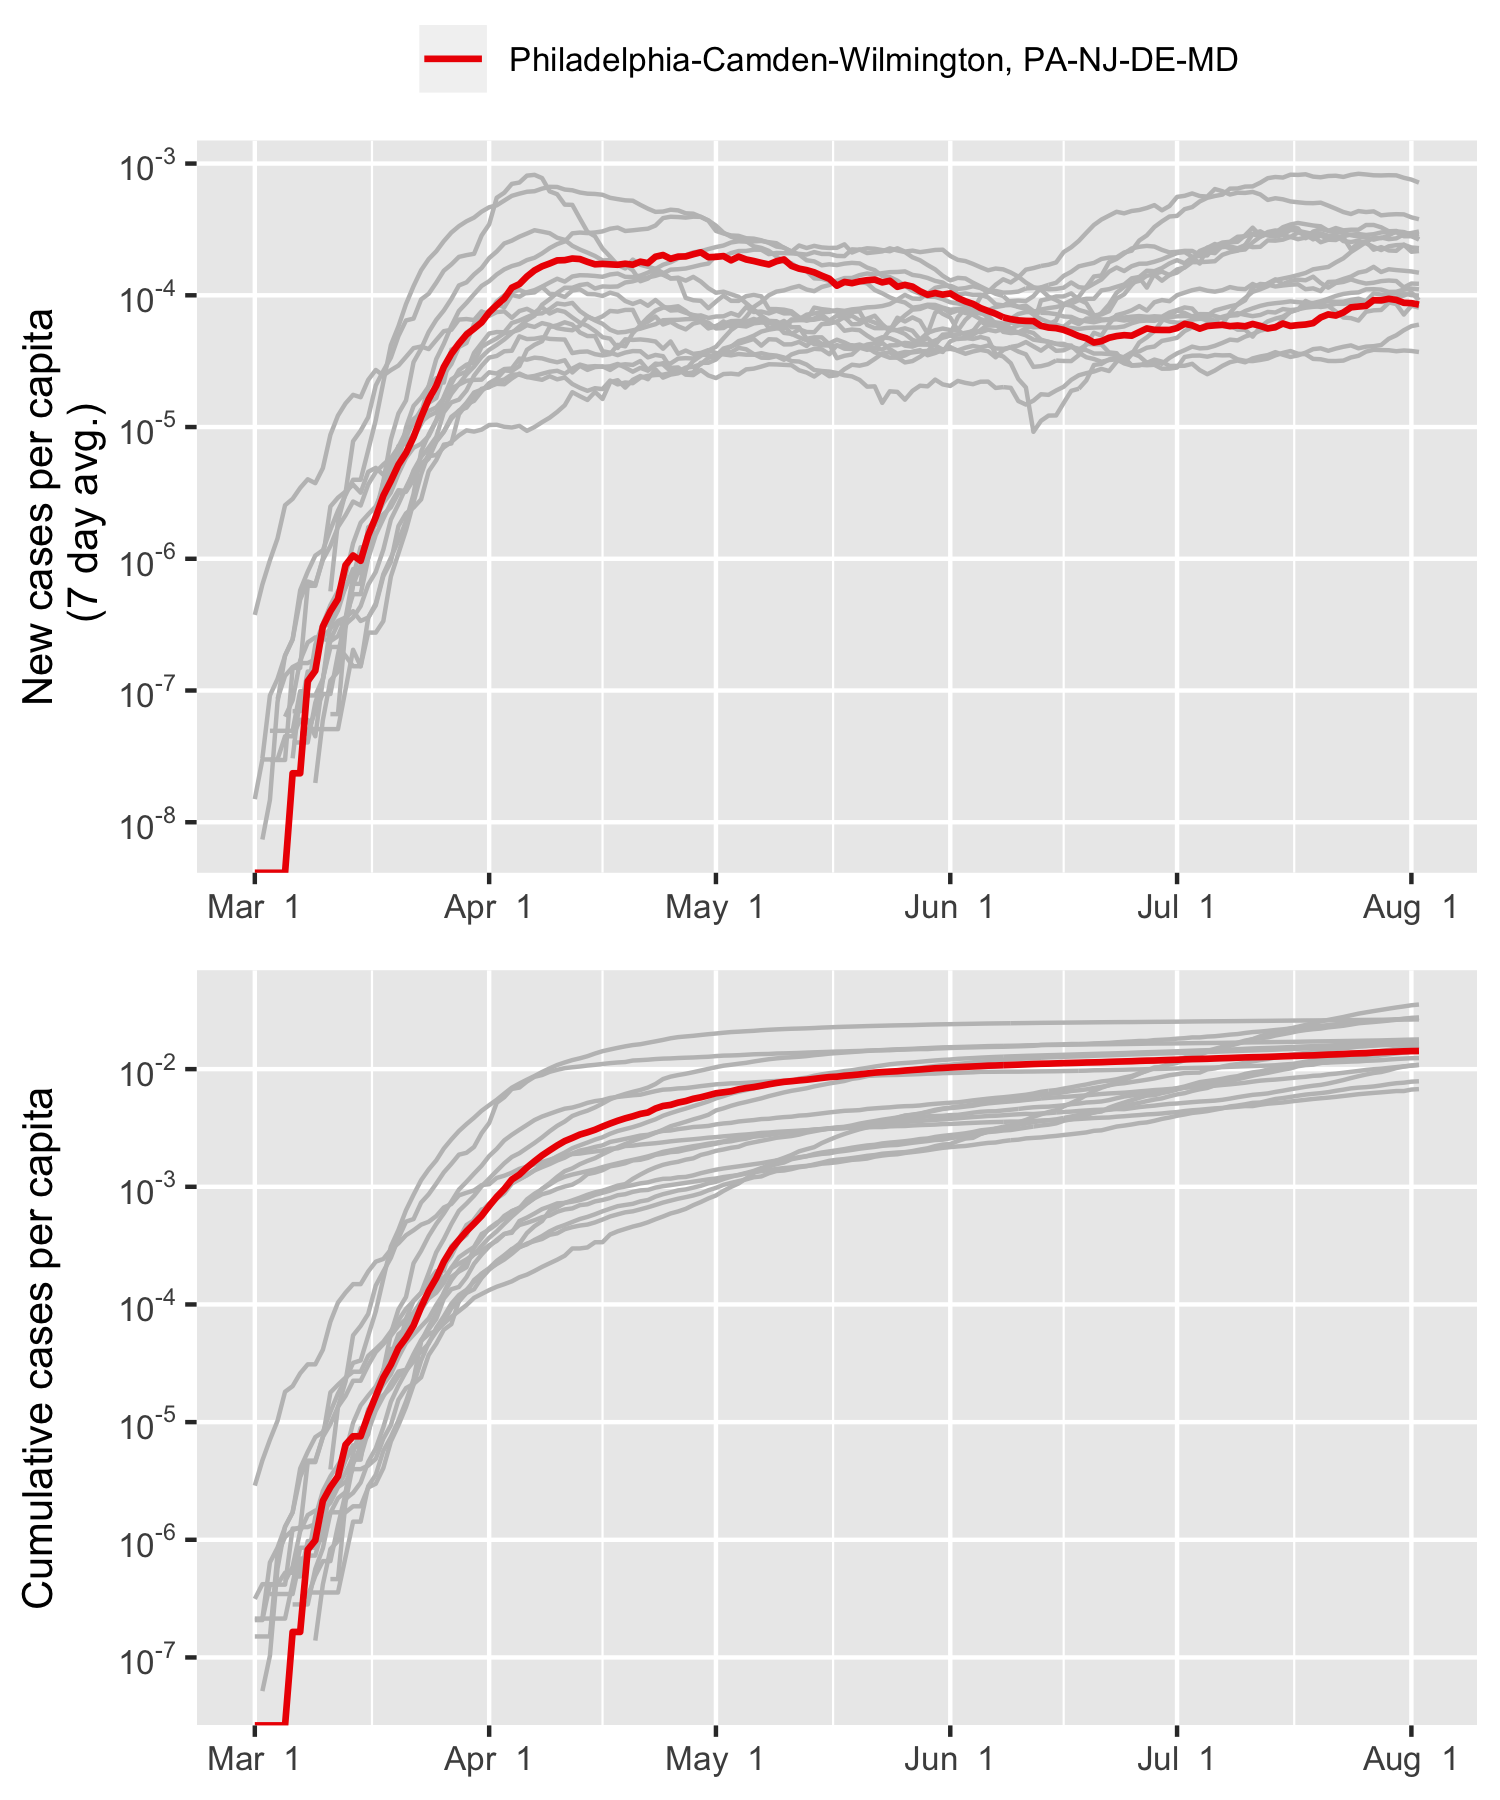 Philadelphia-Camden-Wilmington, PA-NJ-DE-MD
New cases per capita
(7 day avg.)
10⁻³
10⁻⁴
10⁻⁵
10⁻⁶
10⁻⁷
10⁻⁸
Mar 1 Apr 1 May 1 Jun 1 Jul 1 Aug 1
Cumulative cases per capita
10⁻²
10⁻³
10⁻⁴
10⁻⁵
10⁻⁶
10⁻⁷
Mar 1 Apr 1 May 1 Jun 1 Jul 1 Aug 1